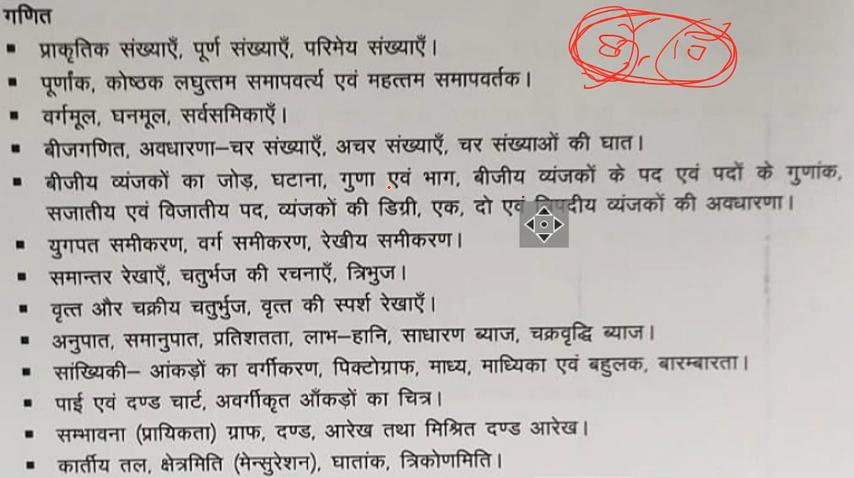 गणित
▪ प्राकृतिक संख्याएँ, पूर्ण संख्याएँ, परिमेय संख्याएँ।
▪ पूर्णांक, कोष्ठक लघुत्तम समापवर्त्य एवं महत्तम समापवर्तक।
▪ वर्गमूल, घनमूल, सर्वसमिकाएँ।
▪ बीजगणित, अवधारणा–चर संख्याएँ, अचर संख्याएँ, चर संख्याओं की घात।
▪ बीजीय व्यंजकों का जोड़, घटाना, गुणा एवं भाग, बीजीय व्यंजकों के पद एवं पदों के गुणांक,
सजातीय एवं विजातीय पद, व्यंजकों की डिग्री, एक, दो एवं व्यंजकों की अवधारणा।
▪ युगपत समीकरण, वर्ग समीकरण, रेखीय समीकरण।
▪ समान्तर रेखाएँ, चतुर्भज की रचनाएँ, त्रिभुज।
▪ वृत्त और चक्रीय चतुर्भुज, वृत्त की स्पर्श रेखाएँ।
▪ अनुपात, समानुपात, प्रतिशतता, लाभ–हानि, साधारण ब्याज, चक्रवृद्धि ब्याज।
▪ सांख्यिकी– आंकड़ों का वर्गीकरण, पिक्टोग्राफ, माध्य, माध्यिका एवं बहुलक, बारम्बारता।
▪ पाई एवं दण्ड चार्ट, अवर्गीकृत आँकड़ों का चित्र।
▪ सम्भावना (प्रायिकता) ग्राफ, दण्ड, आरेख तथा मिश्रित दण्ड आरेख।
▪ कार्तीय तल, क्षेत्रमिति (मेन्सुरेशन), घातांक, त्रिकोणमिति।